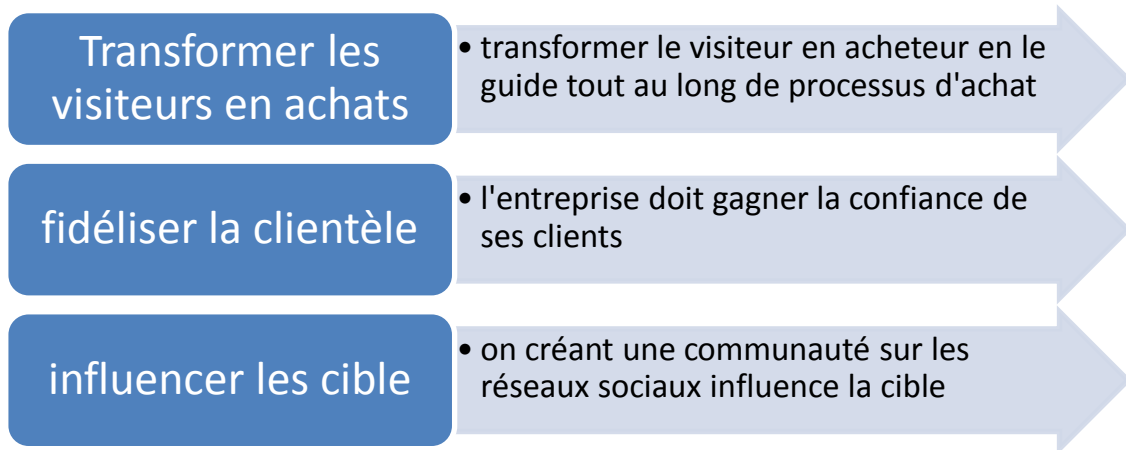 Transformer les
visiteurs en achats
• transformer le visiteur en acheteur en le
guide tout au long de processus d'achat
fidéliser la clientèle
• l'entreprise doit gagner la confiance de
ses clients
influencer les cible
• on créant une communauté sur les
réseaux sociaux influence la cible